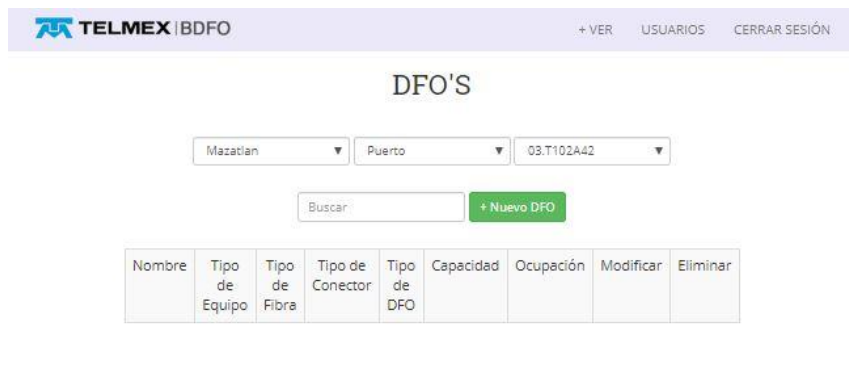 TELMEX | BDFO + VER USUARIOS CERRAR SESIÓN
DFO'S
Mazatlan Puerto 03.T102A42
Buscar + Nuevo DFO
Nombre Tipo de Equipo Tipo de Fibra Tipo de Conector Tipo de DFO Capacidad Ocupación Modificar Eliminar